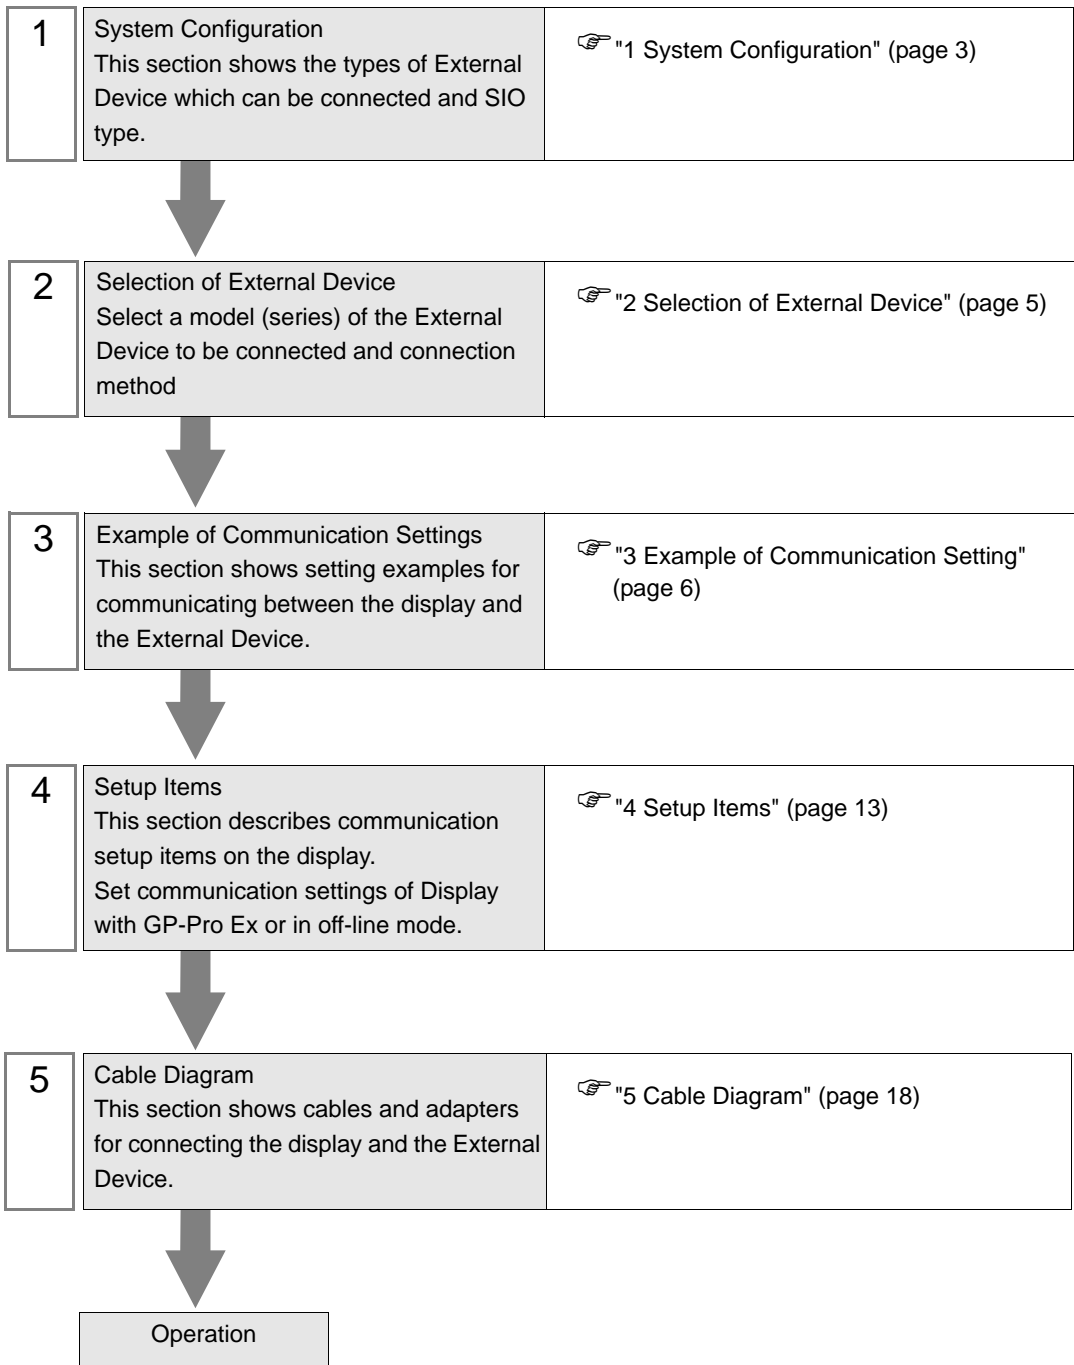 1
System Configuration
This section shows the types of External
Device which can be connected and SIO
type.
"1 System Configuration" (page 3)
2
Selection of External Device
Select a model (series) of the External
Device to be connected and connection
method
"2 Selection of External Device" (page 5)
3
Example of Communication Settings
This section shows setting examples for
communicating between the display and
the External Device.
"3 Example of Communication Setting"
(page 6)
4
Setup Items
This section describes communication
setup items on the display.
Set communication settings of Display
with GP-Pro Ex or in off-line mode.
"4 Setup Items" (page 13)
5
Cable Diagram
This section shows cables and adapters
for connecting the display and the External
Device.
"5 Cable Diagram" (page 18)
Operation